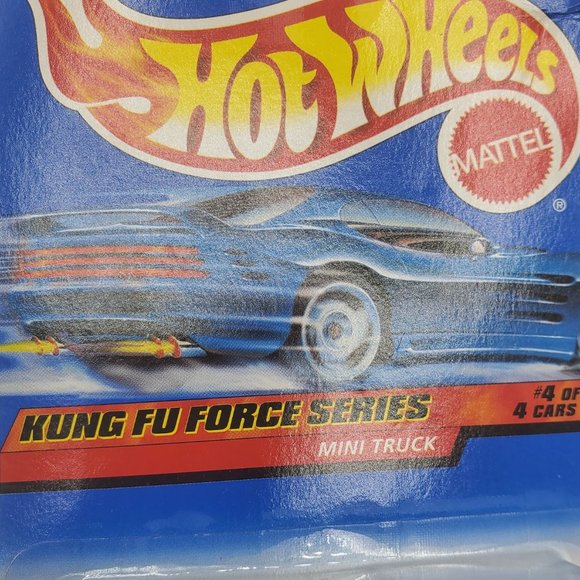 HOT WHEELS
MATTEL
®
KUNG FU FORCE SERIES
MINI TRUCK
#4 OF
4 CARS